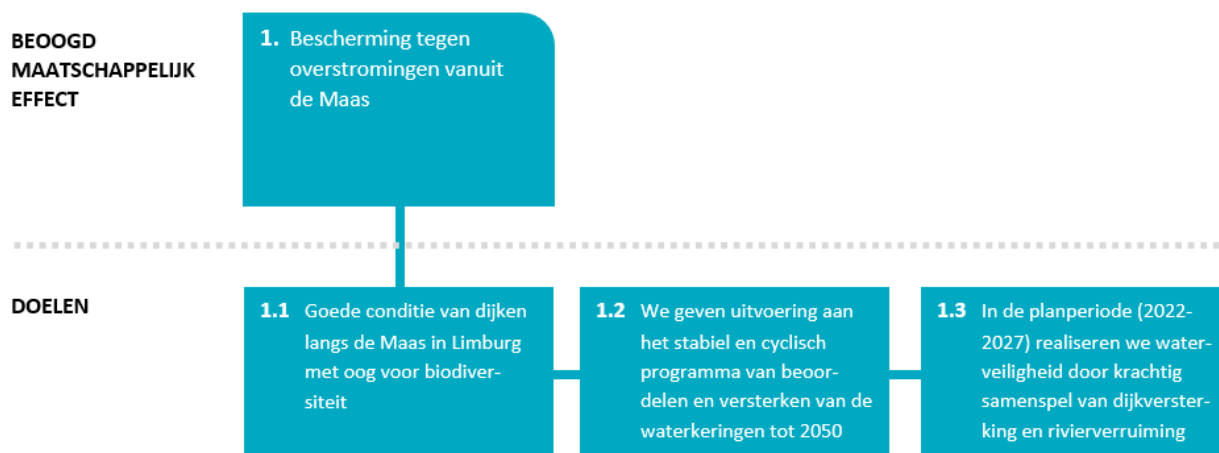 BEOOGD
MAATSCHAPPELIJK
EFFECT
1. Bescherming tegen
overstromingen vanuit
de Maas
DOELEN
1.1 Goede conditie van dijken
langs de Maas in Limburg
met oog voor biodiver-
siteit
1.2 We geven uitvoering aan
het stabiel en cyclisch
programma van beoor-
delen en versterken van de
waterkeringen tot 2050
1.3 In de planperiode (2022-
2027) realiseren we water-
veiligheid door krachtig
samenspel van dijkverster-
king en rivierverruiming